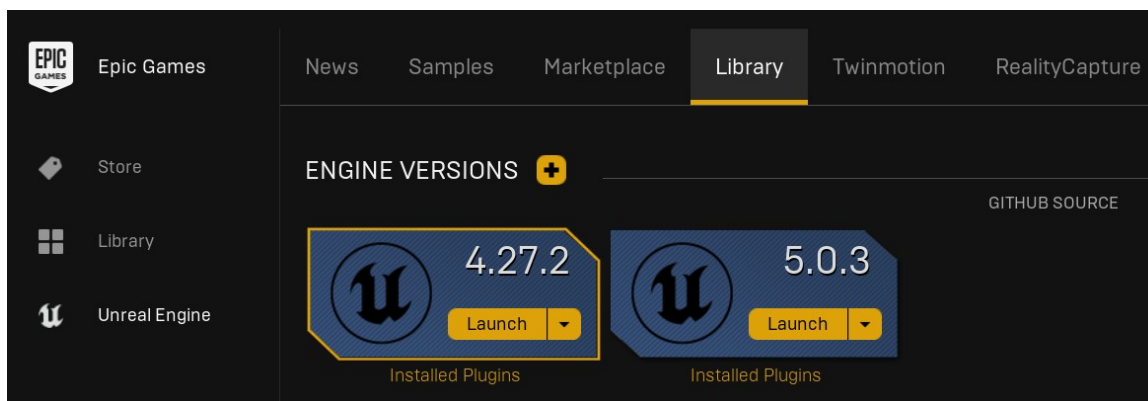 EPIC GAMES
Epic Games
News Samples Marketplace Library Twinmotion RealityCapture
Store
Library
Unreal Engine
ENGINE VERSIONS
GITHUB SOURCE
4.27.2
Launch
Installed Plugins
5.0.3
Launch
Installed Plugins